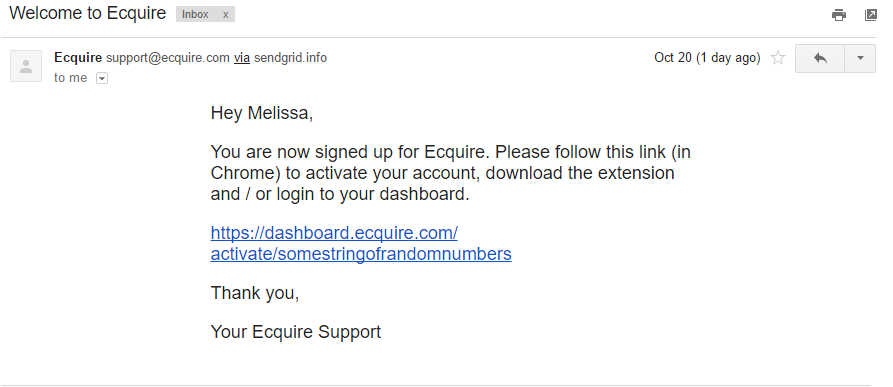 Welcome to Ecquire Inbox x
Ecquire support@ecquire.com via sendgrid.info Oct 20 (1 day ago)
to me
Hey Melissa,
You are now signed up for Ecquire. Please follow this link (in
Chrome) to activate your account, download the extension
and / or login to your dashboard.
https://dashboard.ecquire.com/
activate/somestringofrandomnumbers
Thank you,
Your Ecquire Support